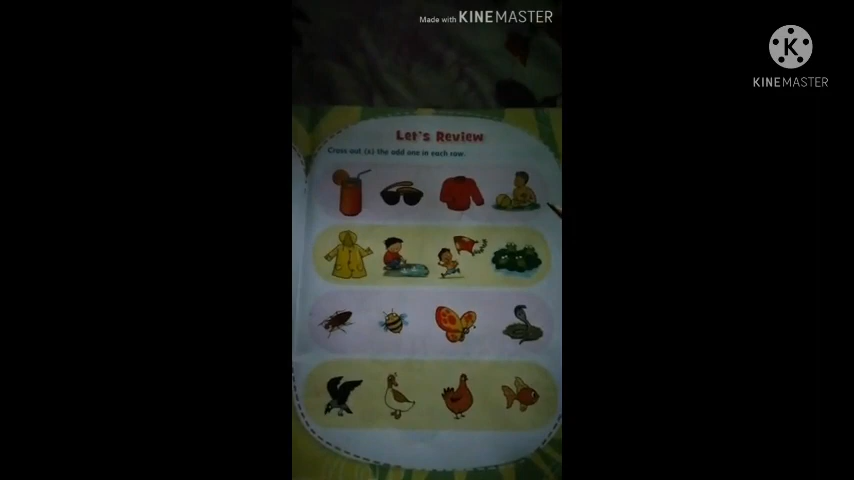 Made with KINEMASTER
K
KINEMASTER
Let's Review
Cross out (x) the odd one in each row.